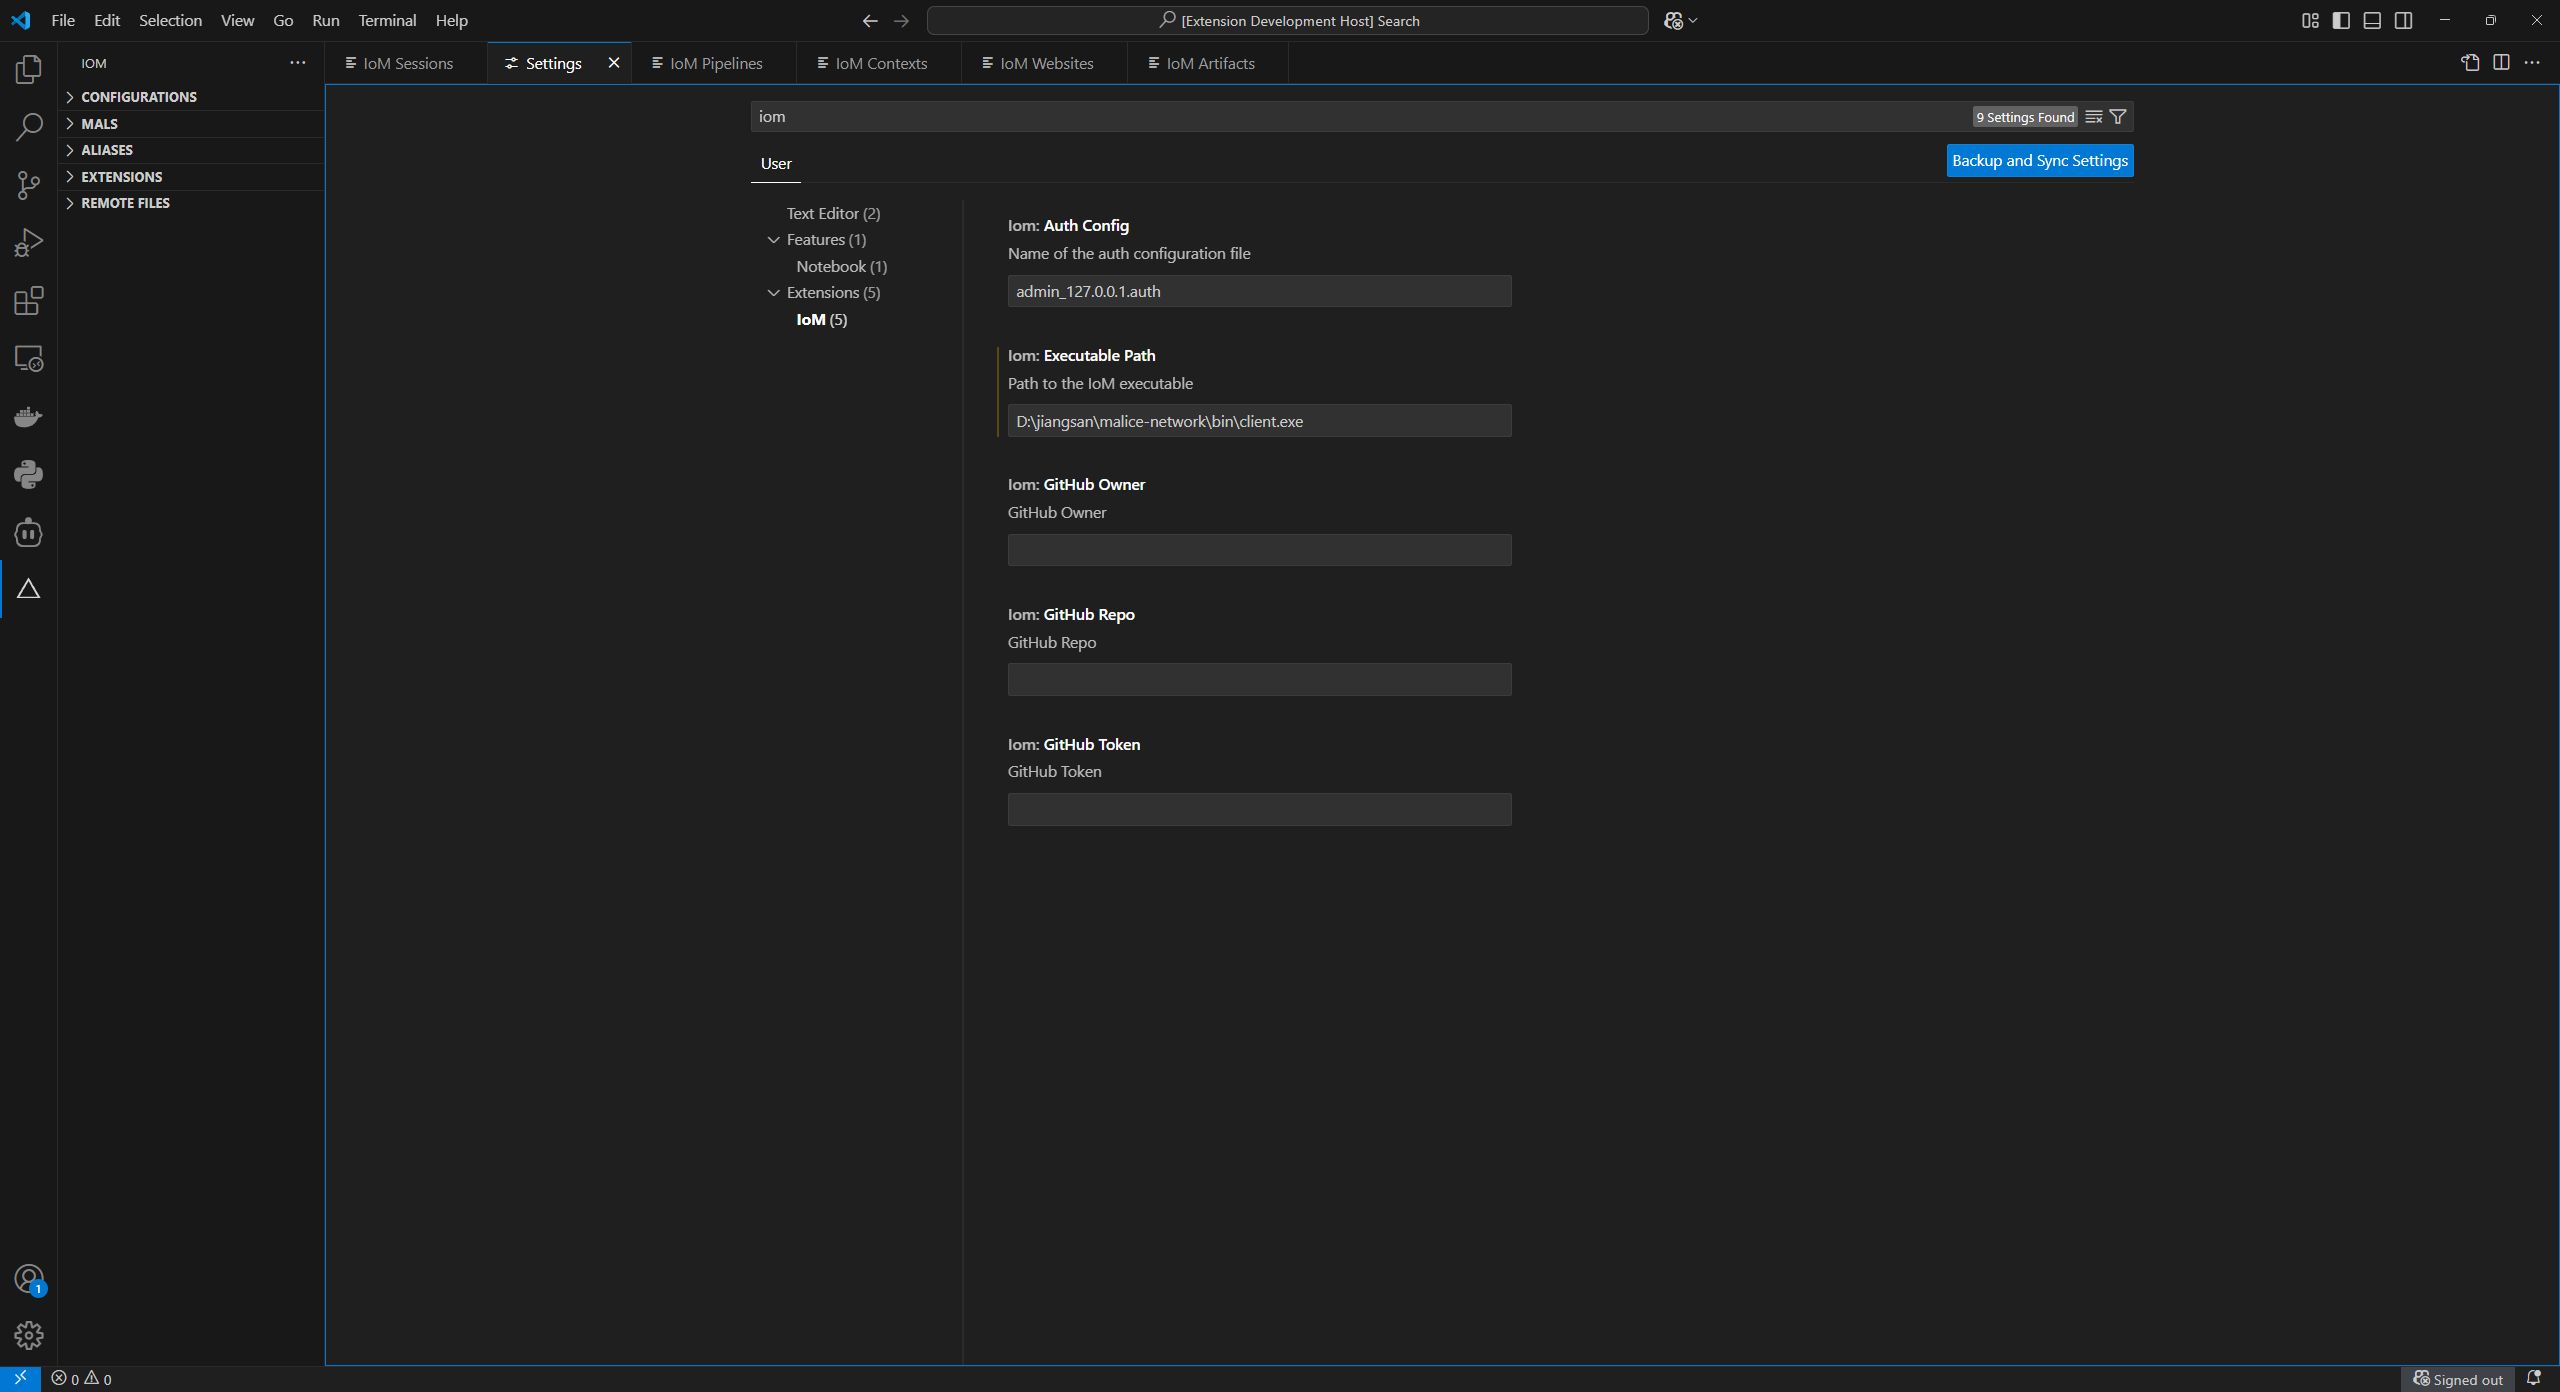 File Edit Selection View Go Run Terminal Help
[Extension Development Host] Search
IOM
IoM Sessions
Settings
IoM Pipelines
IoM Contexts
IoM Websites
IoM Artifacts
CONFIGURATIONS
MALS
ALIASES
EXTENSIONS
REMOTE FILES
iom
9 Settings Found
User
Backup and Sync Settings
Text Editor (2)
Features (1)
Notebook (1)
Extensions (5)
IoM (5)
Iom: Auth Config
Name of the auth configuration file
admin_127.0.0.1.auth
Iom: Executable Path
Path to the IoM executable
D:\jiangsan\malice-network\bin\client.exe
Iom: GitHub Owner
GitHub Owner
Iom: GitHub Repo
GitHub Repo
Iom: GitHub Token
GitHub Token
1
0 0
Signed out